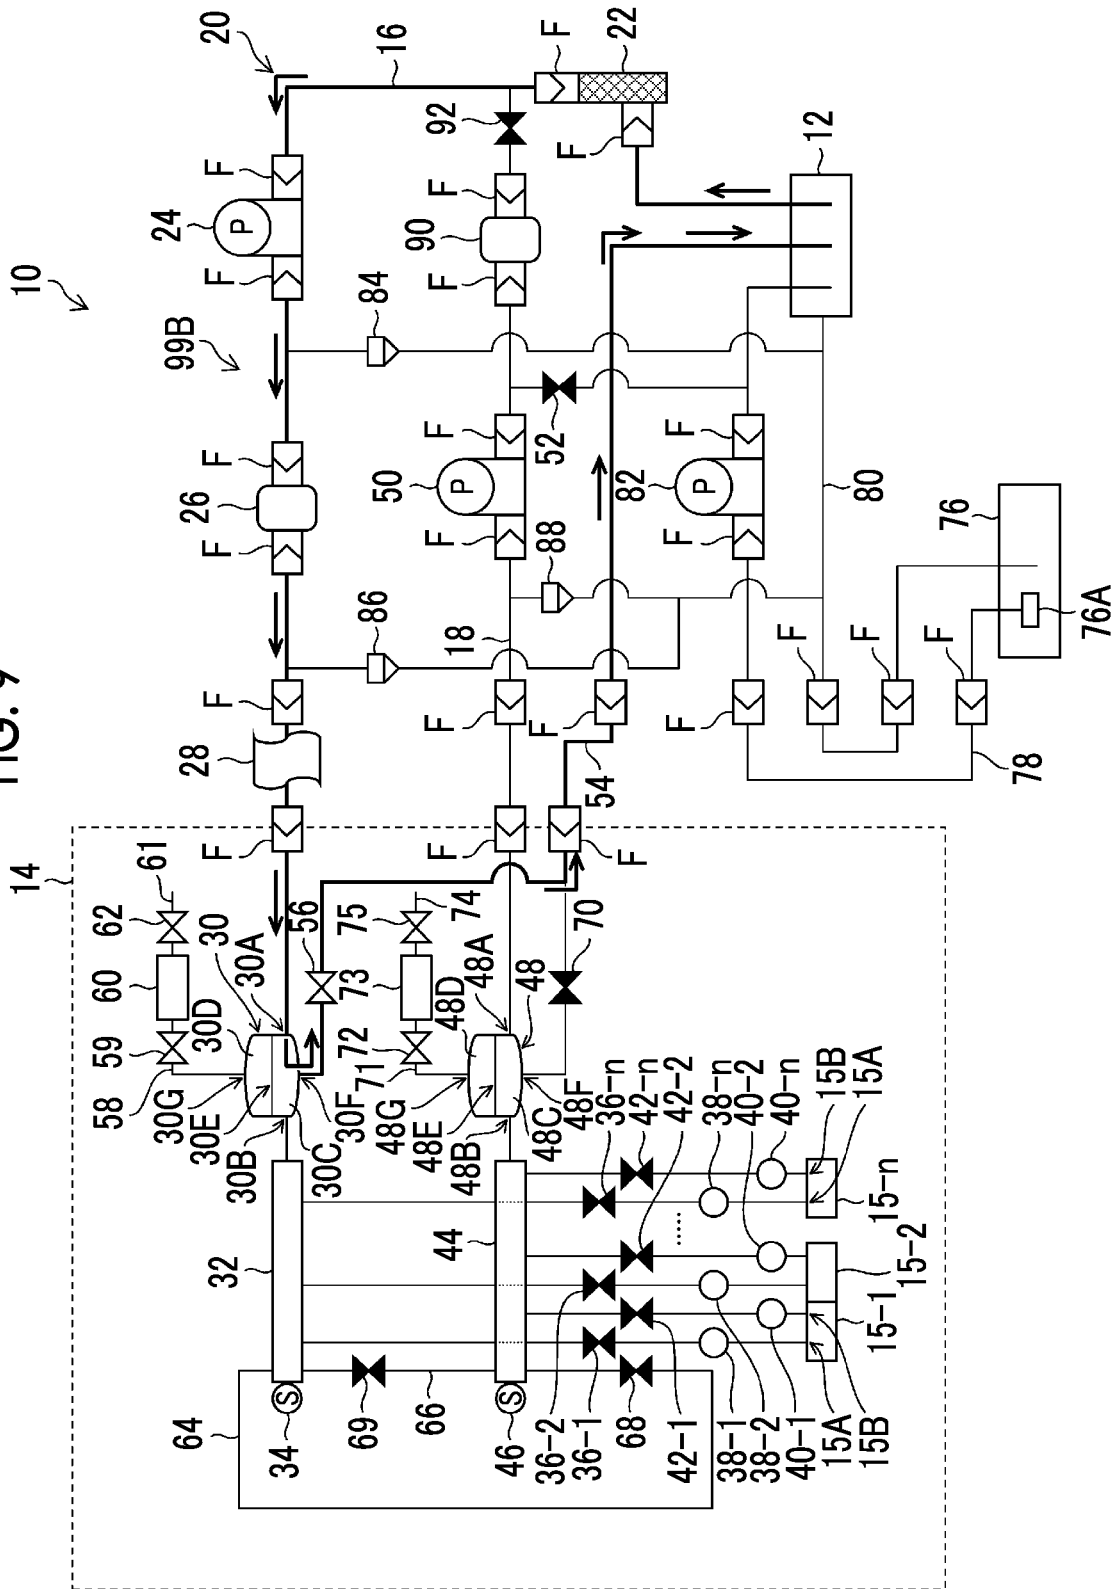 FIG. 9
10
20
16
F
22
92
F
12
F
24
P
F
90
F
F
84
99B
F
26
F
50
P
F
F
52
82
P
F
F
80
76
76A
88
86
18
F
28
F
F
F
F
F
F
54
78
14
F
F
F
61
62
60
59
58
30
30A
30D
30G
30E
30B
30C
30F
56
75
74
73
72
71
70
48A
48D
48
48G
48E
48B
48C
48F
32
44
36-n
42-n
42-2
38-n
40-2
40-n
15B
15A
15-n
15-2
15-1
64
S
34
69
66
S
46
36-2
36-1
68
42-1
38-1
38-2
40-1
15A
15B